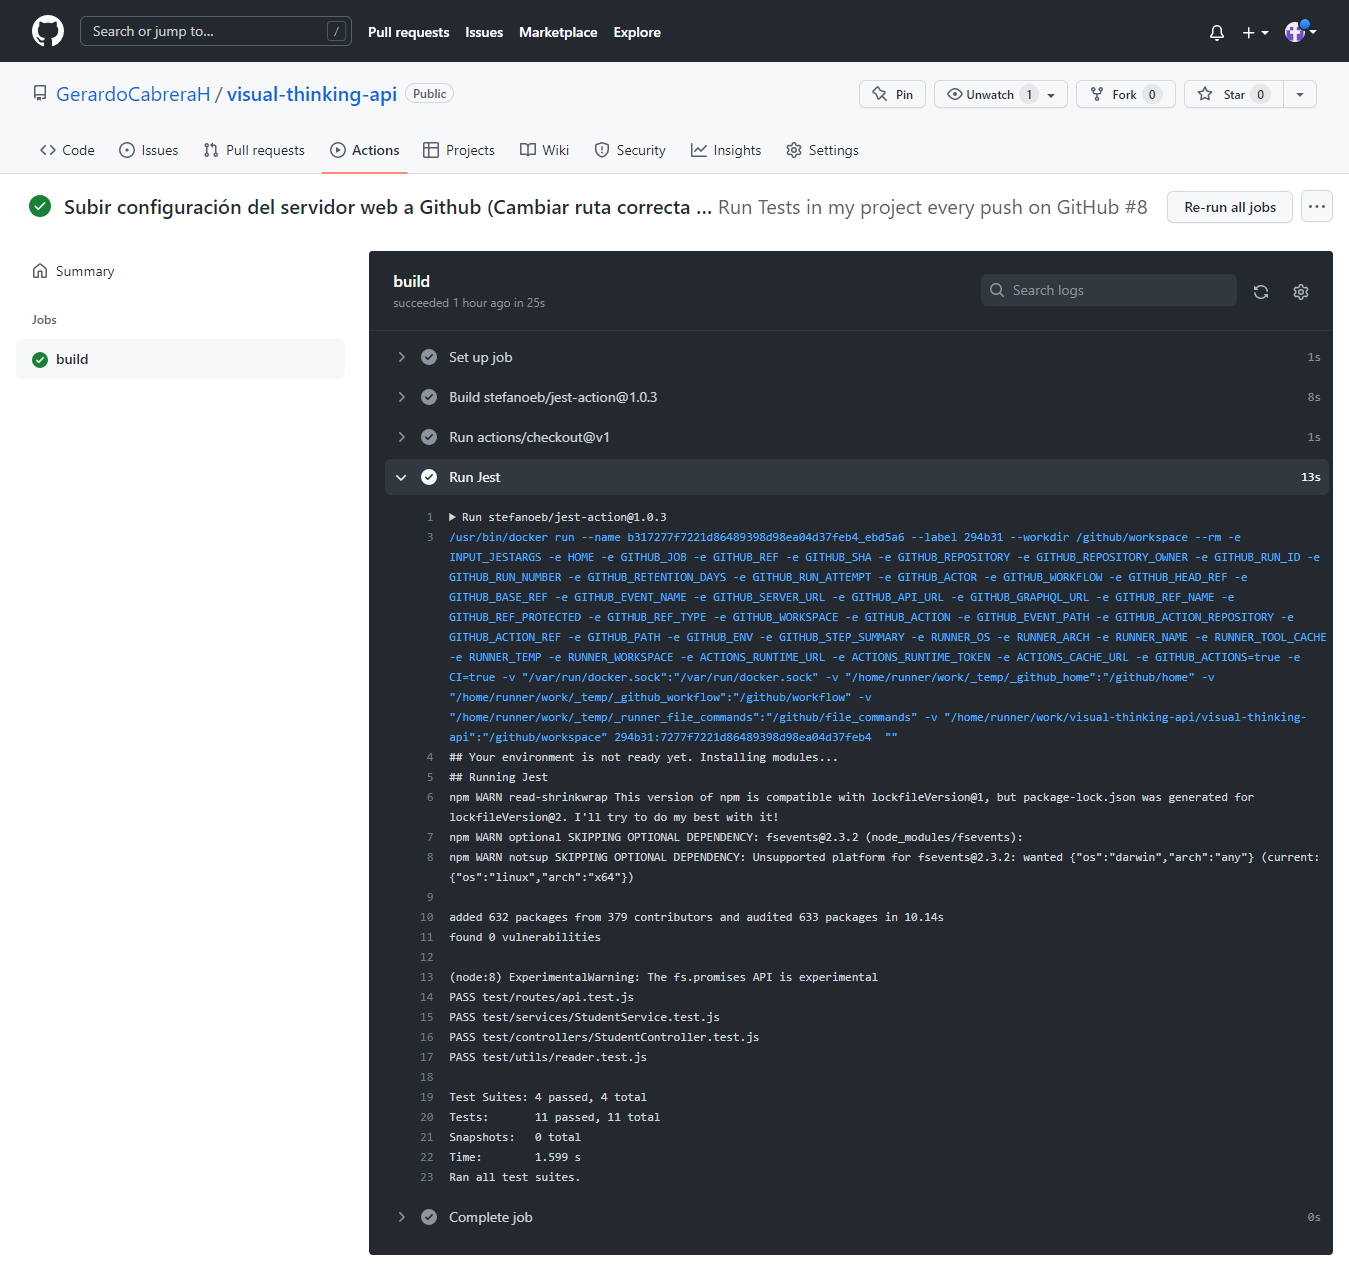 Search or jump to... /
Pull requests Issues Marketplace Explore
GerardoCabreraH / visual-thinking-api Public
Pin Unwatch 1 Fork 0 Star 0
Code Issues Pull requests Actions Projects Wiki Security Insights Settings
Subir configuración del servidor web a Github (Cambiar ruta correcta ... Run Tests in my project every push on GitHub #8
Re-run all jobs ...
Summary
Jobs
build
build
succeeded 1 hour ago in 25s
Search logs
Set up job 1s
Build stefanoeb/jest-action@1.0.3 8s
Run actions/checkout@v1 1s
Run Jest 13s
1 ▶ Run stefanoeb/jest-action@1.0.3
3 /usr/bin/docker run --name b317277f7221d86489398d98ea04d37feb4_ebd5a6 --label 294b31 --workdir /github/workspace --rm -e
INPUT_JESTARGS -e HOME -e GITHUB_JOB -e GITHUB_REF -e GITHUB_SHA -e GITHUB_REPOSITORY -e GITHUB_REPOSITORY_OWNER -e GITHUB_RUN_ID -e
GITHUB_RUN_NUMBER -e GITHUB_RETENTION_DAYS -e GITHUB_RUN_ATTEMPT -e GITHUB_ACTOR -e GITHUB_WORKFLOW -e GITHUB_HEAD_REF -e
GITHUB_BASE_REF -e GITHUB_EVENT_NAME -e GITHUB_SERVER_URL -e GITHUB_API_URL -e GITHUB_GRAPHQL_URL -e GITHUB_REF_NAME -e
GITHUB_REF_PROTECTED -e GITHUB_REF_TYPE -e GITHUB_WORKSPACE -e GITHUB_ACTION -e GITHUB_EVENT_PATH -e GITHUB_ACTION_REPOSITORY -e
GITHUB_ACTION_REF -e GITHUB_PATH -e GITHUB_ENV -e GITHUB_STEP_SUMMARY -e RUNNER_OS -e RUNNER_ARCH -e RUNNER_NAME -e RUNNER_TOOL_CACHE
-e RUNNER_TEMP -e RUNNER_WORKSPACE -e ACTIONS_RUNTIME_URL -e ACTIONS_RUNTIME_TOKEN -e ACTIONS_CACHE_URL -e GITHUB_ACTIONS=true -e
CI=true -v "/var/run/docker.sock":"/var/run/docker.sock" -v "/home/runner/work/_temp/_github_home":"/github/home" -v
"/home/runner/work/_temp/_github_workflow":"/github/workflow" -v
"/home/runner/work/_temp/_runner_file_commands":"/github/file_commands" -v "/home/runner/work/visual-thinking-api/visual-thinking-
api":"/github/workspace" 294b31:7277f7221d86489398d98ea04d37feb4 ""
4 ## Your environment is not ready yet. Installing modules...
5 ## Running Jest
6 npm WARN read-shrinkwrap This version of npm is compatible with lockfileVersion@1, but package-lock.json was generated for
lockfileVersion@2. I'll try to do my best with it!
7 npm WARN optional SKIPPING OPTIONAL DEPENDENCY: fsevents@2.3.2 (node_modules/fsevents):
8 npm WARN notsup SKIPPING OPTIONAL DEPENDENCY: Unsupported platform for fsevents@2.3.2: wanted {"os":"darwin","arch":"any"} (current:
{"os":"linux","arch":"x64"})
9
10 added 632 packages from 379 contributors and audited 633 packages in 10.14s
11 found 0 vulnerabilities
12
13 (node:8) ExperimentalWarning: The fs.promises API is experimental
14 PASS test/routes/api.test.js
15 PASS test/services/StudentService.test.js
16 PASS test/controllers/StudentController.test.js
17 PASS test/utils/reader.test.js
18
19 Test Suites: 4 passed, 4 total
20 Tests: 11 passed, 11 total
21 Snapshots: 0 total
22 Time: 1.599 s
23 Ran all test suites.
Complete job 0s